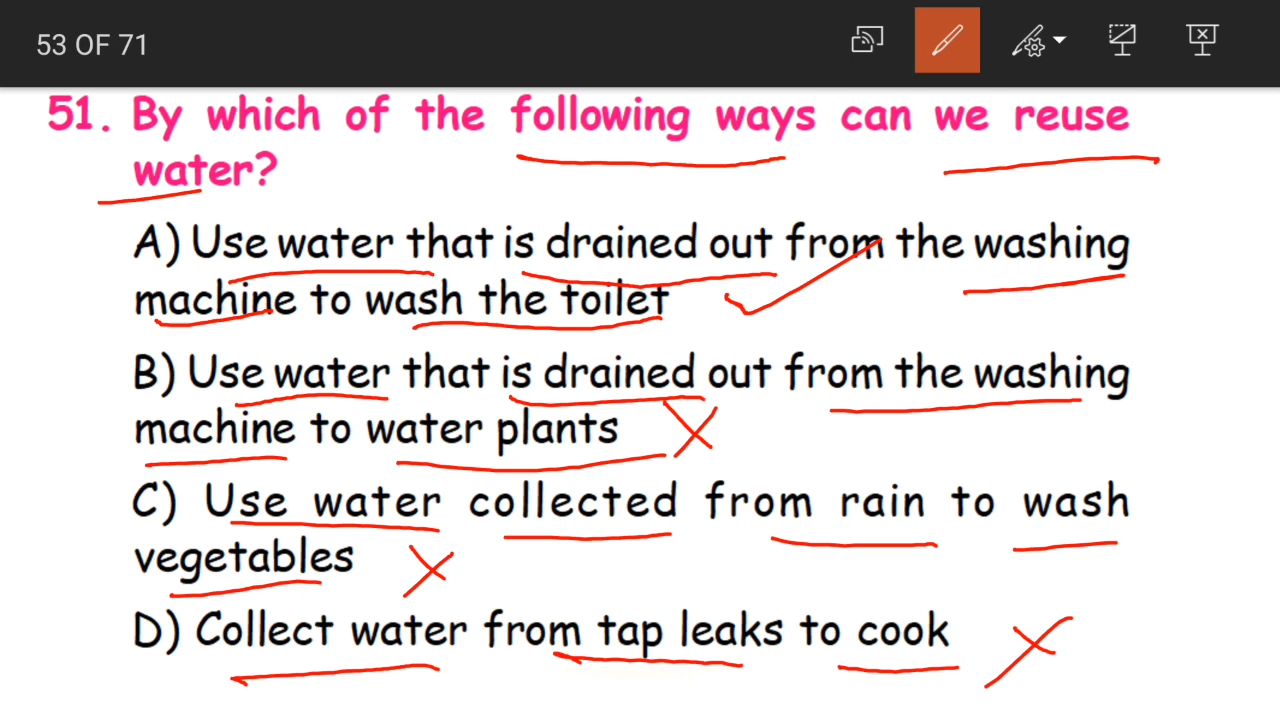 53 OF 71
51. By which of the following ways can we reuse
water?
A) Use water that is drained out from the washing
machine to wash the toilet
B) Use water that is drained out from the washing
machine to water plants
C) Use water collected from rain to wash
vegetables
D) Collect water from tap leaks to cook